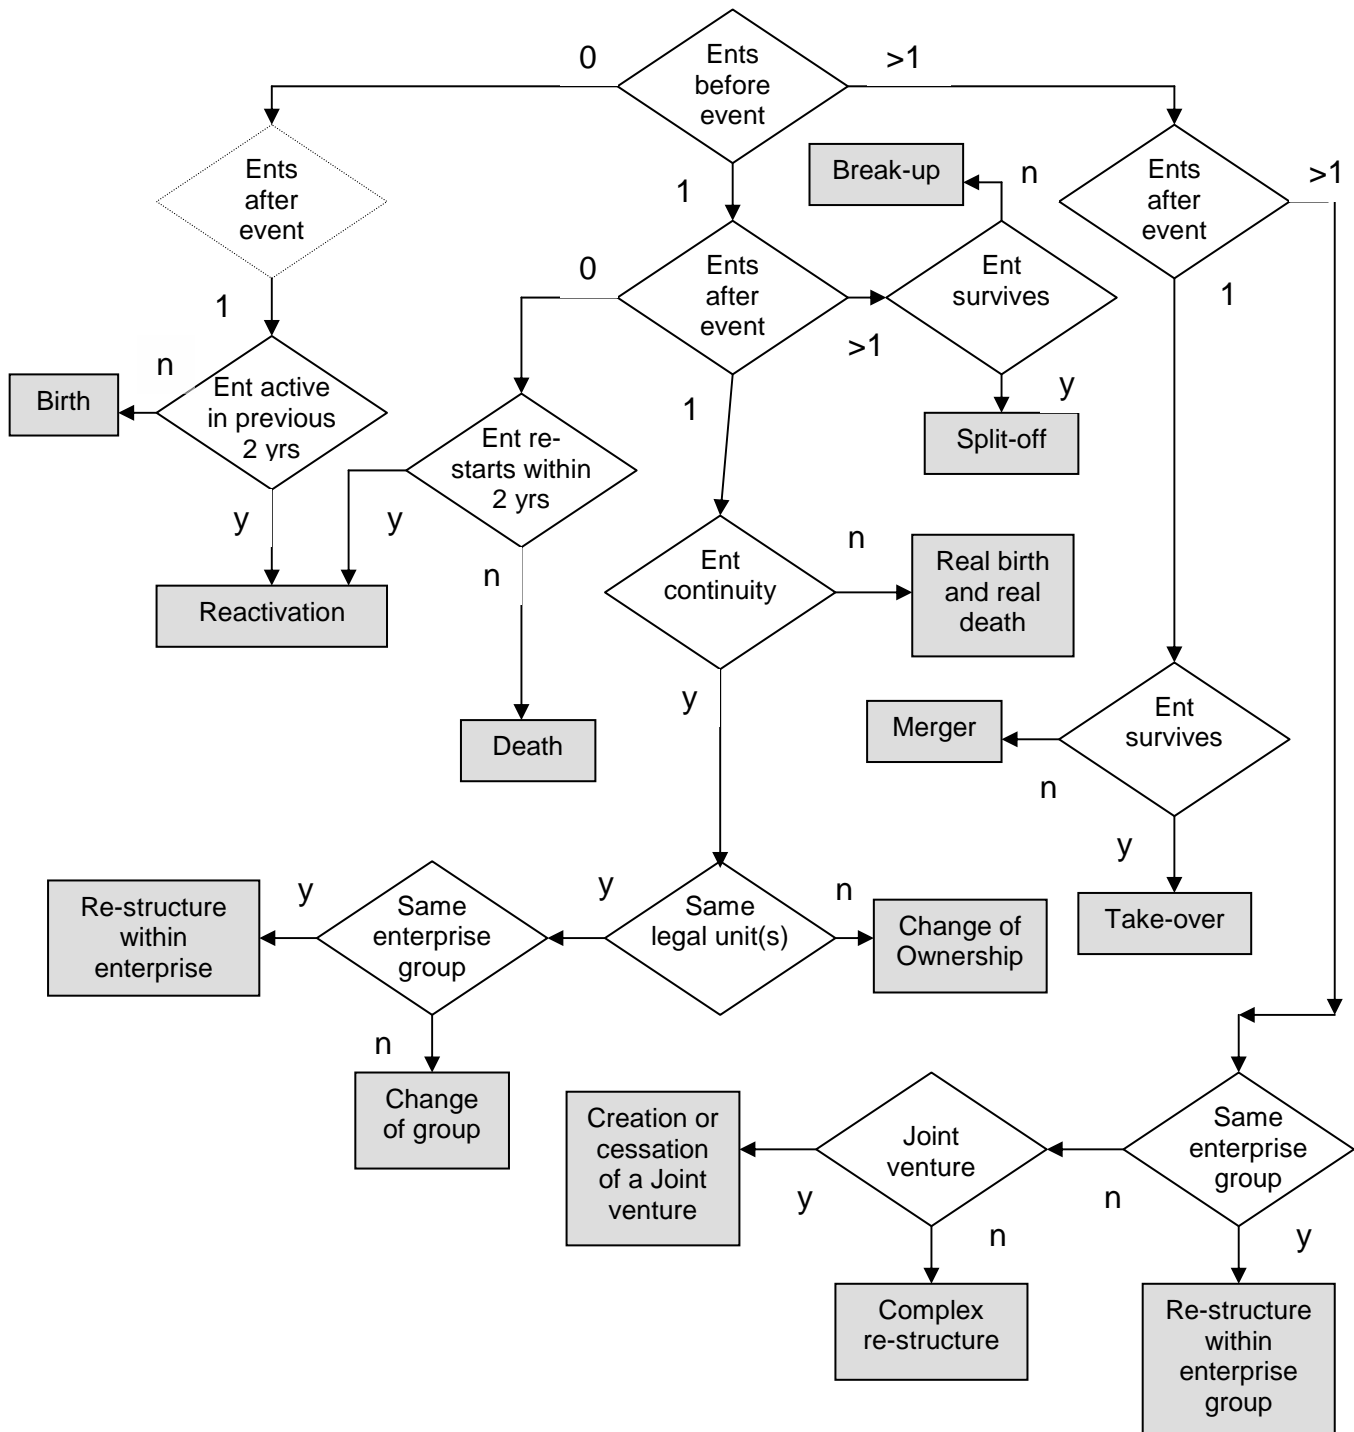 0
Ents
before
event
>1
1
Ents
after
event
1
n
Birth
Ent active
in previous
2 yrs
y
Reactivation
0
Ents
after
event
>1
1
Break-up
n
Ent
survives
y
Split-off
Ents
after
event
>1
1
Ent re-
starts within
2 yrs
y
n
Death
Ent
continuity
n
Real birth
and real
death
y
Merger
n
Ent
survives
y
Take-over
Re-structure
within
enterprise
y
Same
enterprise
group
y
Same
legal unit(s)
n
Change of
Ownership
n
Change
of group
Creation or
cessation
of a Joint
venture
y
Joint
venture
n
Complex
re-structure
n
Same
enterprise
group
y
Re-structure
within
enterprise
group